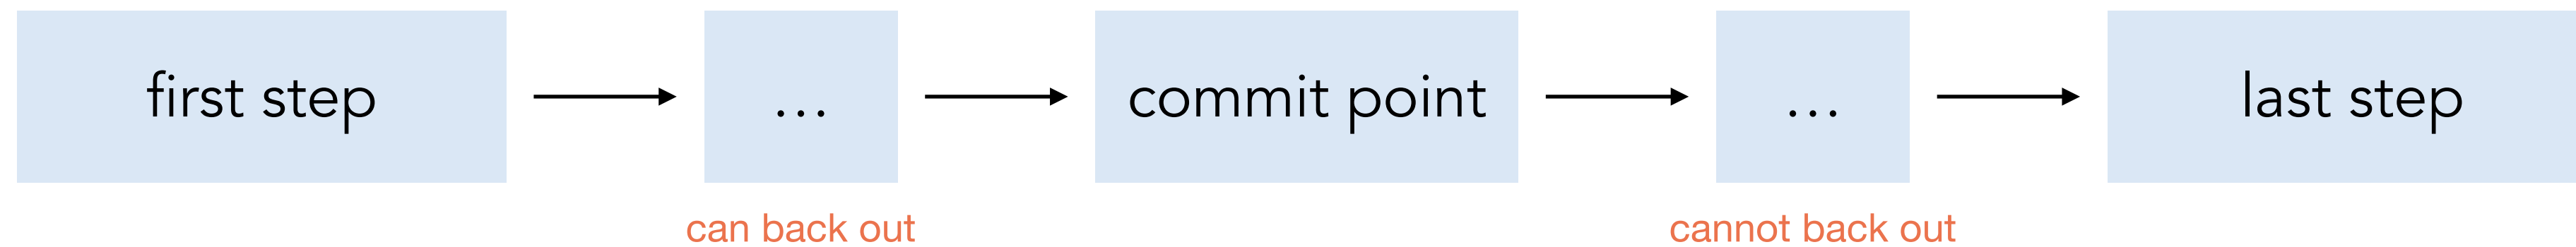 first step
...
commit point
...
last step
can back out
cannot back out